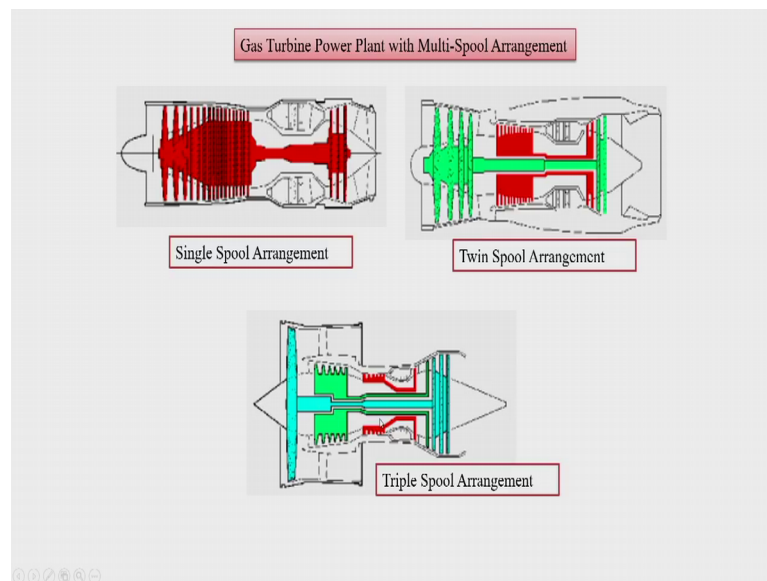 Gas Turbine Power Plant with Multi-Spool Arrangement
Single Spool Arrangement
Twin Spool Arrangement
Triple Spool Arrangement